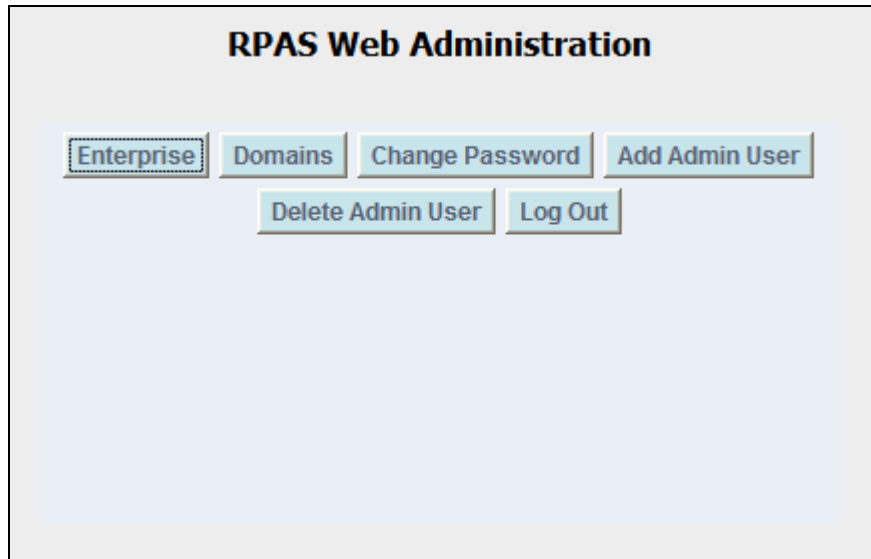 RPAS Web Administration
Enterprise Domains Change Password Add Admin User
Delete Admin User Log Out